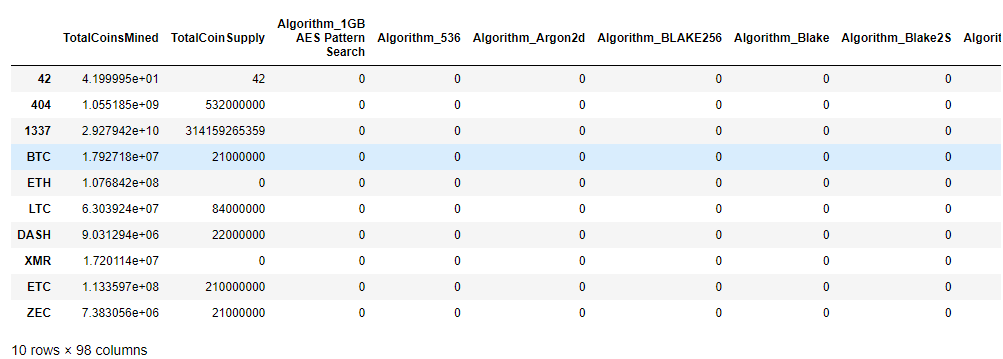 Algorithm_1GB
TotalCoinsMined TotalCoinSupply AES Pattern Algorithm_536 Algorithm_Argon2d Algorithm_BLAKE256 Algorithm_Blake Algorithm_Blake2S Algorit
Search
42 4.199995e+01 42 0 0 0 0 0 0
404 1.055185e+09 532000000 0 0 0 0 0 0
1337 2.927942e+10 314159265359 0 0 0 0 0 0
BTC 1.792718e+07 21000000 0 0 0 0 0 0
ETH 1.076842e+08 0 0 0 0 0 0 0
LTC 6.303924e+07 84000000 0 0 0 0 0 0
DASH 9.031294e+06 22000000 0 0 0 0 0 0
XMR 1.720114e+07 0 0 0 0 0 0 0
ETC 1.133597e+08 210000000 0 0 0 0 0 0
ZEC 7.383056e+06 21000000 0 0 0 0 0 0
10 rows × 98 columns